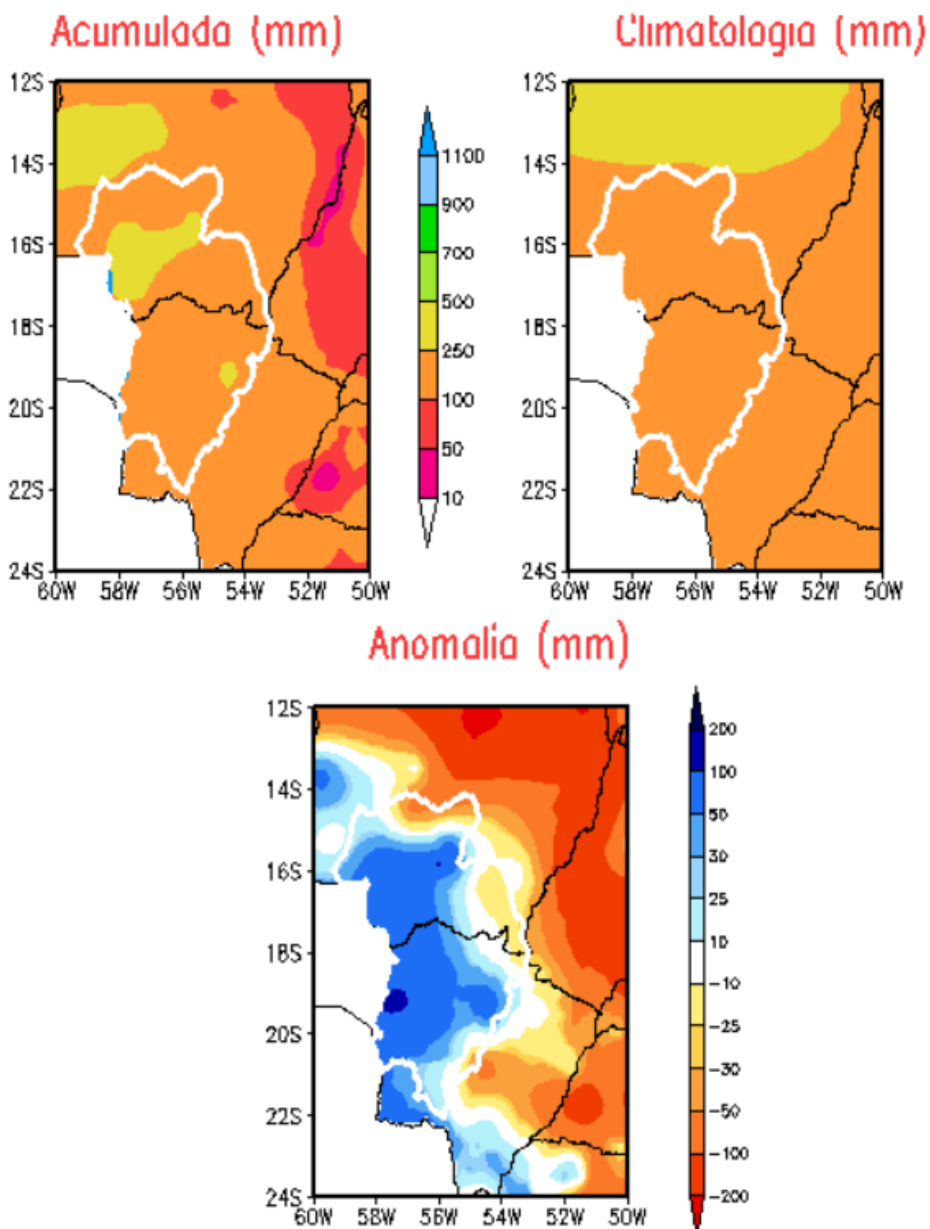 Acumulada (mm)
Climatologia (mm)
12S
14S
16S
18S
20S
22S
24S
60W 58W 56W 54W 52W 50W
1100
900
700
500
250
100
50
10
12S
14S
16S
18S
20S
22S
24S
60W 58W 56W 54W 52W 50W
Anomalia (mm)
12S
14S
16S
18S
20S
22S
24S
60W 58W 56W 54W 52W 50W
200
100
50
30
25
10
-10
-25
-30
-50
-100
-200